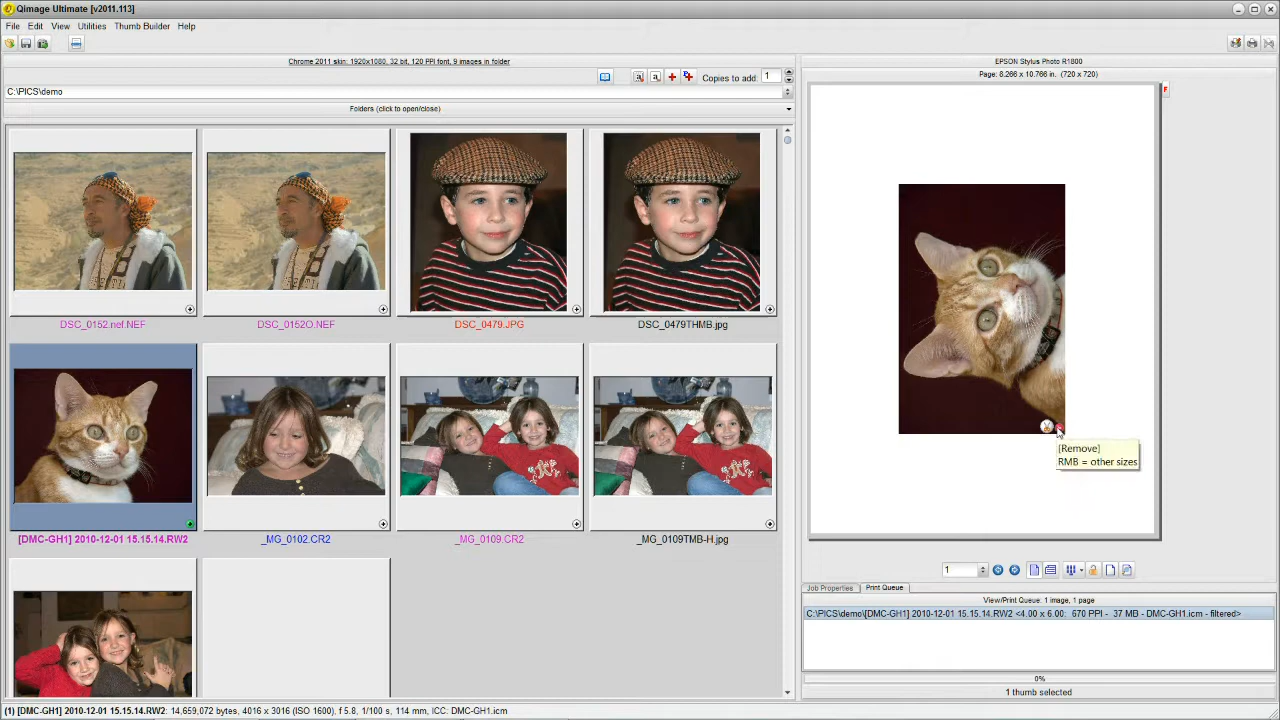 Qimage Ultimate [v2011.113]
File Edit View Utilities Thumb Builder Help
Chrome 2011 skin: 1920x1080, 32 bit, 120 PPI font, 9 images in folder
Copies to add: 1
C:\PICS\demo
Folders (click to open/close)
DSC_0152.nef.NEF
DSC_0152O.NEF
DSC_0479.JPG
DSC_0479THMB.jpg
[DMC-GH1] 2010-12-01 15.15.14.RW2
_MG_0102.CR2
_MG_0109.CR2
_MG_0109TMB-H.jpg
EPSON Stylus Photo R1800
Page: 8.266 x 10.766 in. (720 x 720)
F
[Remove]
RMB = other sizes
1
Job Properties Print Queue
View/Print Queue: 1 image, 1 page
C:\PICS\demo\[DMC-GH1] 2010-12-01 15.15.14.RW2 <4.00 x 6.00: 670 PPI - 37 MB - DMC-GH1.icm - filtered>
0%
1 thumb selected
(1) [DMC-GH1] 2010-12-01 15.15.14.RW2: 14,659,072 bytes, 4016 x 3016 (ISO 1600), f 5.8, 1/100 s, 114 mm, ICC: DMC-GH1.icm